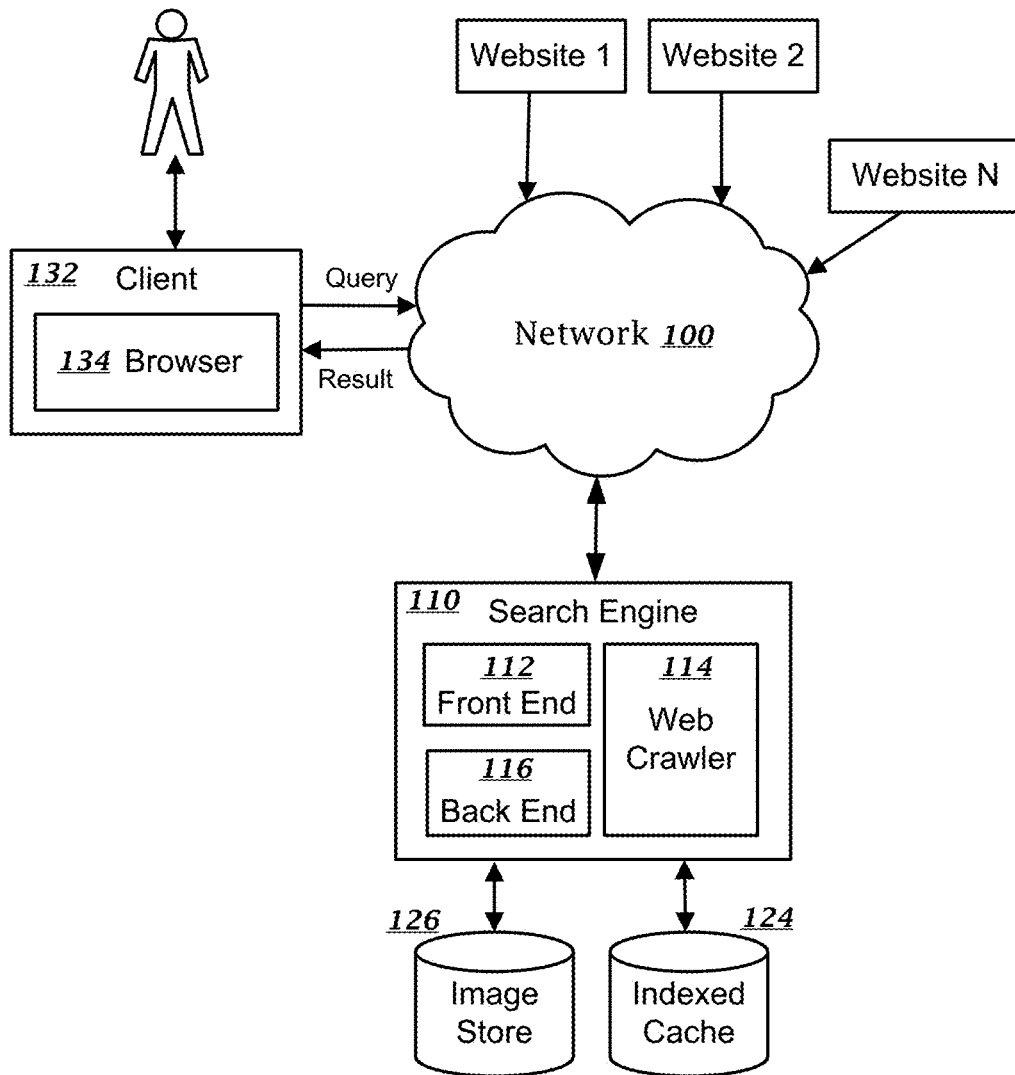 Website 1
Website 2
Website N
132 Client
134 Browser
Query
Result
Network 100
110
Search Engine
112
Front End
114
Web
Crawler
116
Back End
126
Image
Store
124
Indexed
Cache